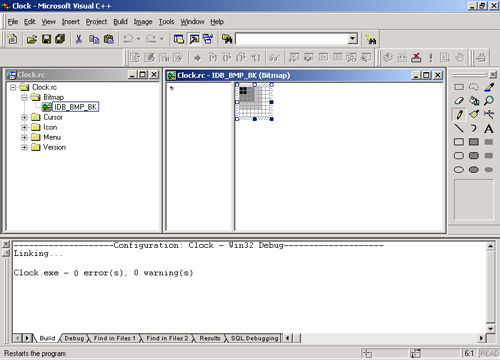 Clock - Microsoft Visual C++
File Edit View Insert Project Build Image Tools Window Help
Clock.rc
Clock.rc
Bitmap
IDB_BMP_BK
Cursor
Icon
Menu
Version
Clock.rc - IDB_BMP_BK (Bitmap)
A
--------------------Configuration: Clock - Win32 Debug--------------------
Linking...
Clock.exe - 0 error(s), 0 warning(s)
Build Debug Find in Files 1 Find in Files 2 Results SQL Debugging
Restarts the program 6:1 READ